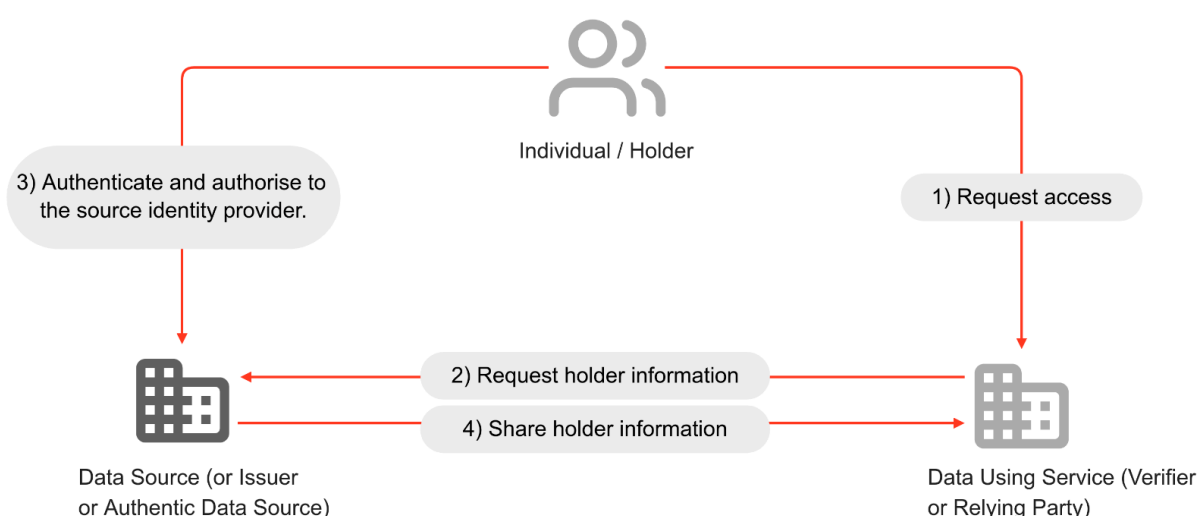 Individual / Holder
3) Authenticate and authorise to
the source identity provider.
1) Request access
2) Request holder information
4) Share holder information
Data Source (or Issuer
or Authentic Data Source)
Data Using Service (Verifier
or Relying Party)